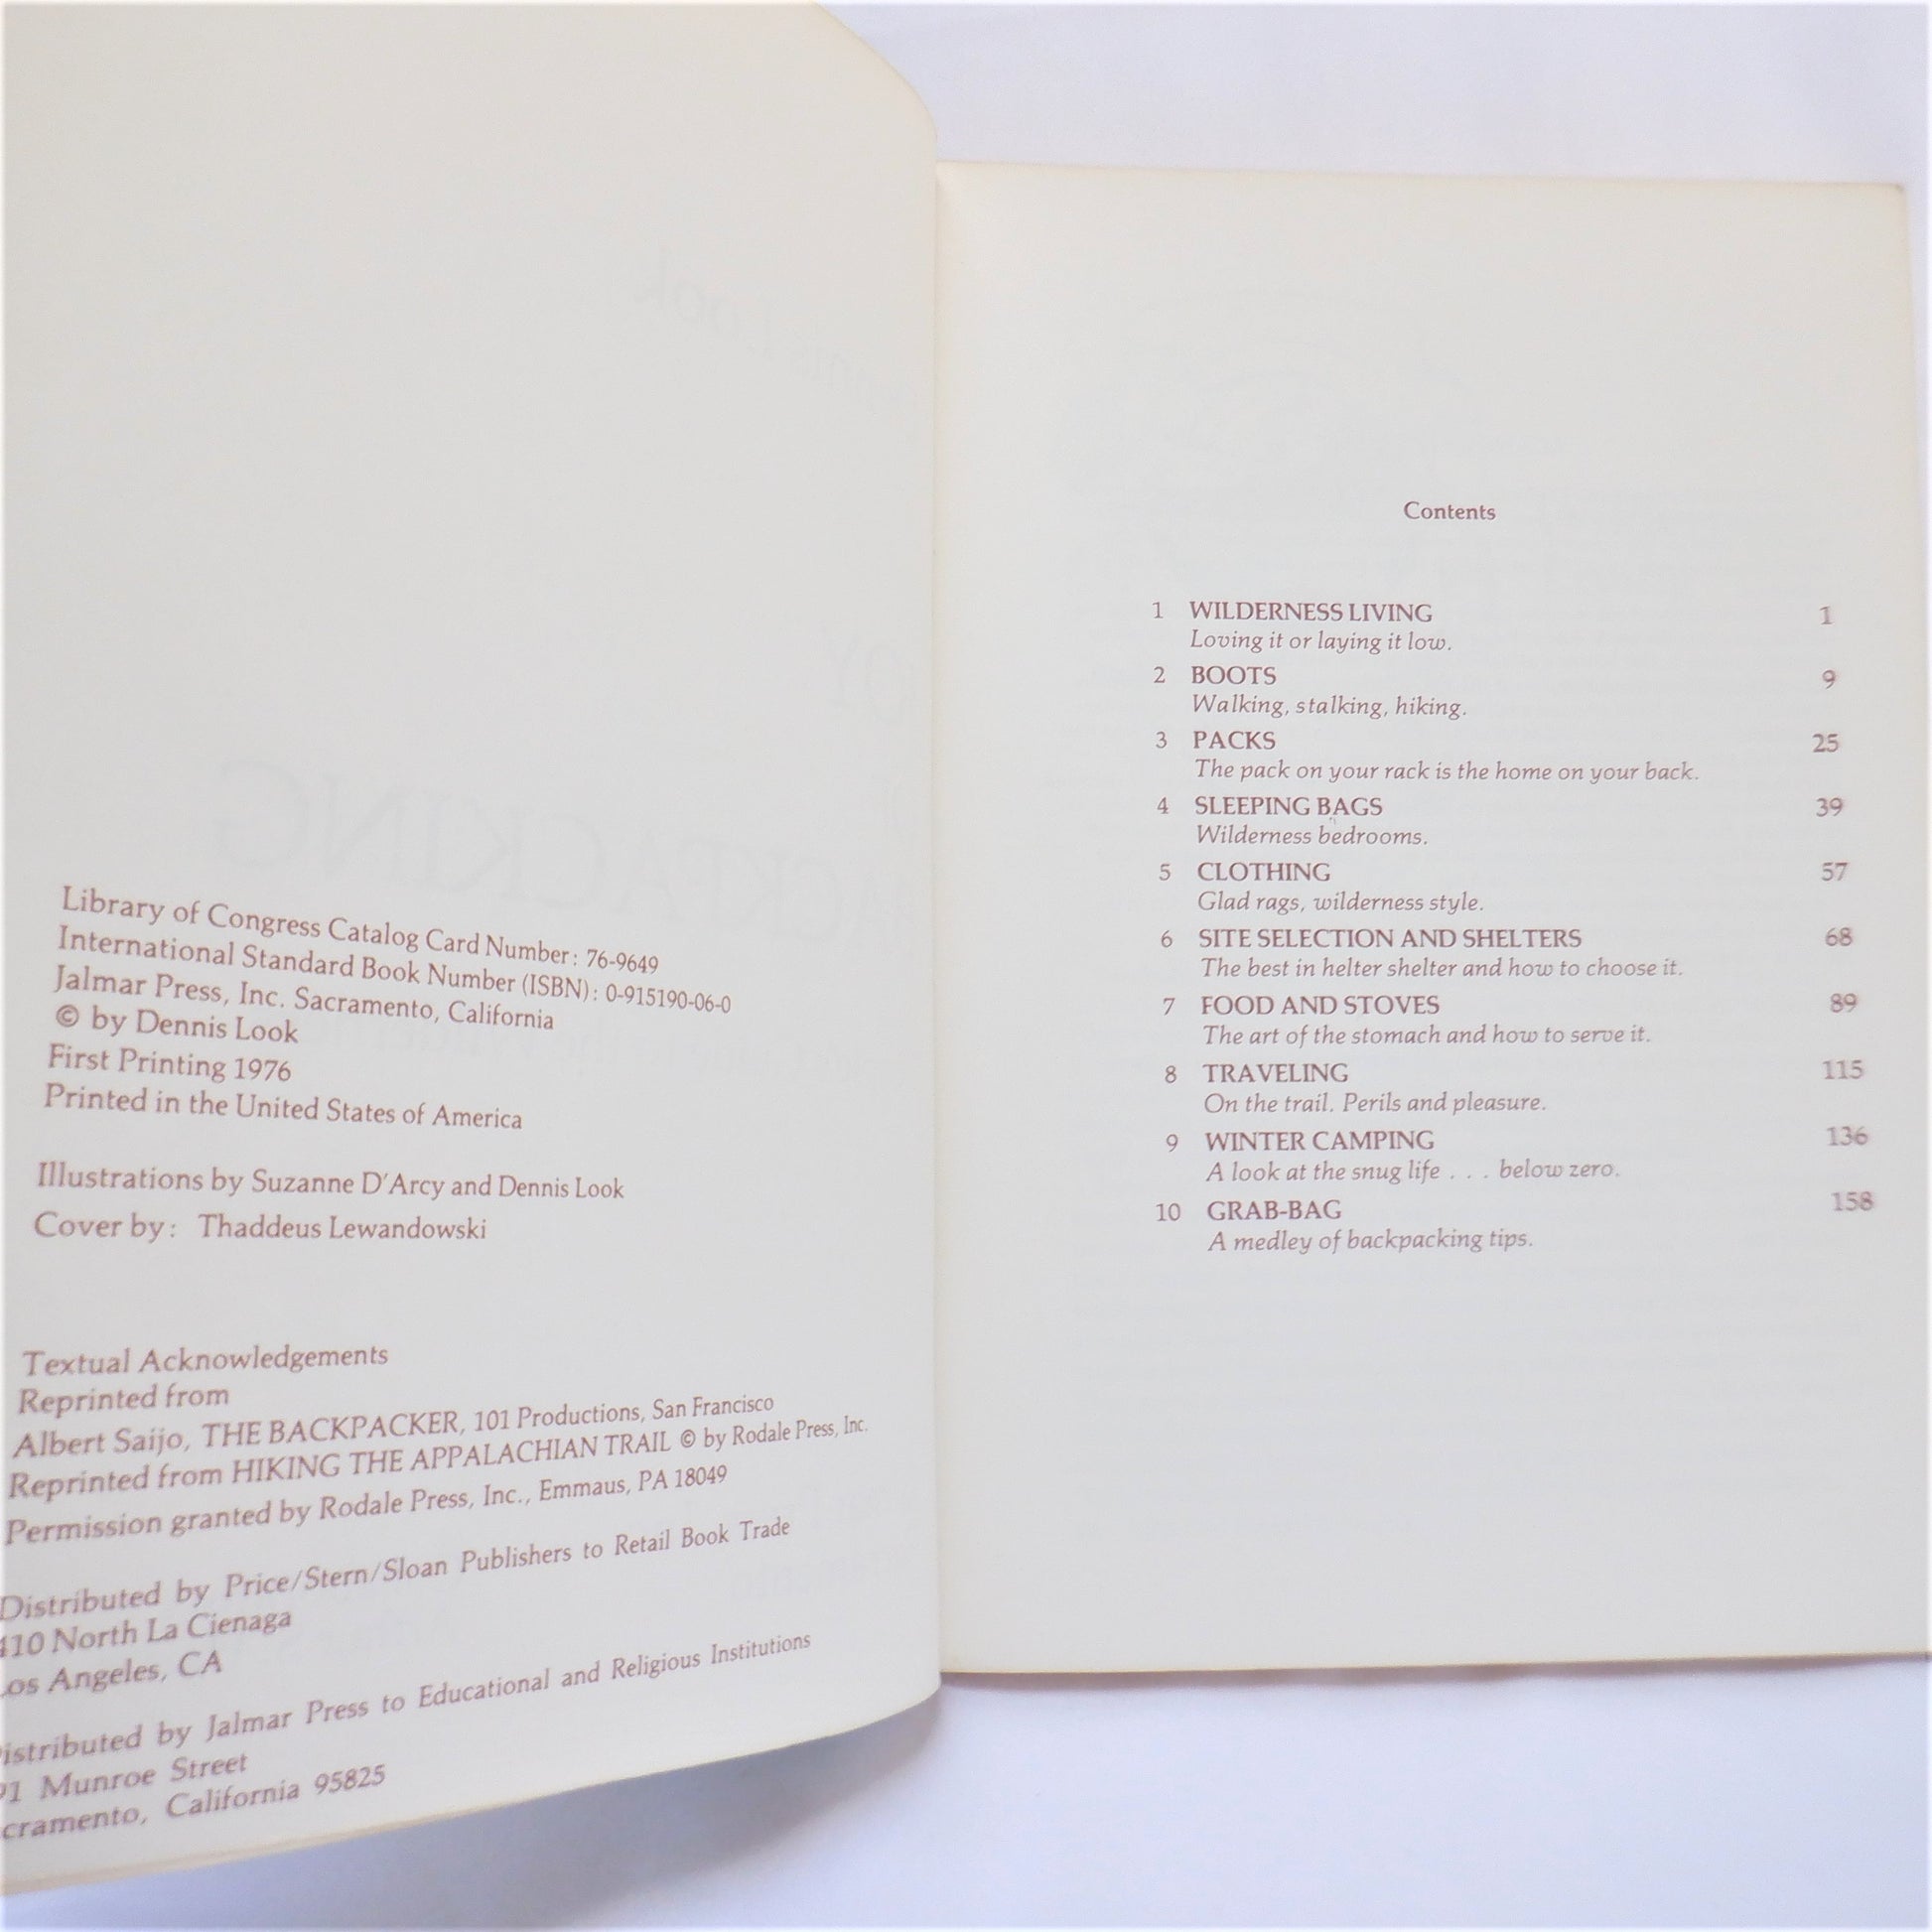 Library of Congress Catalog Card Number: 76-9649
International Standard Book Number (ISBN): 0-915190-06-0
Jalmar Press, Inc. Sacramento, California
© by Dennis Look
First Printing 1976
Printed in the United States of America
Illustrations by Suzanne D'Arcy and Dennis Look
Cover by: Thaddeus Lewandowski
Textual Acknowledgements
Reprinted from
Albert Saijo, THE BACKPACKER, 101 Productions, San Francisco
Reprinted from HIKING THE APPALACHIAN TRAIL © by Rodale Press, Inc.
Permission granted by Rodale Press, Inc., Emmaus, PA 18049
Distributed by Price/Stern/Sloan Publishers to Retail Book Trade
410 North La Cienaga
Los Angeles, CA
istributed by Jalmar Press to Educational and Religious Institutions
91 Munroe Street
cramento, California 95825
Contents
1 WILDERNESS LIVING 1
Loving it or laying it low.
2 BOOTS 9
Walking, stalking, hiking.
3 PACKS 25
The pack on your rack is the home on your back.
4 SLEEPING BAGS 39
Wilderness bedrooms.
5 CLOTHING 57
Glad rags, wilderness style.
6 SITE SELECTION AND SHELTERS 68
The best in helter shelter and how to choose it.
7 FOOD AND STOVES 89
The art of the stomach and how to serve it.
8 TRAVELING 115
On the trail. Perils and pleasure.
9 WINTER CAMPING 136
A look at the snug life . . . below zero.
10 GRAB-BAG 158
A medley of backpacking tips.